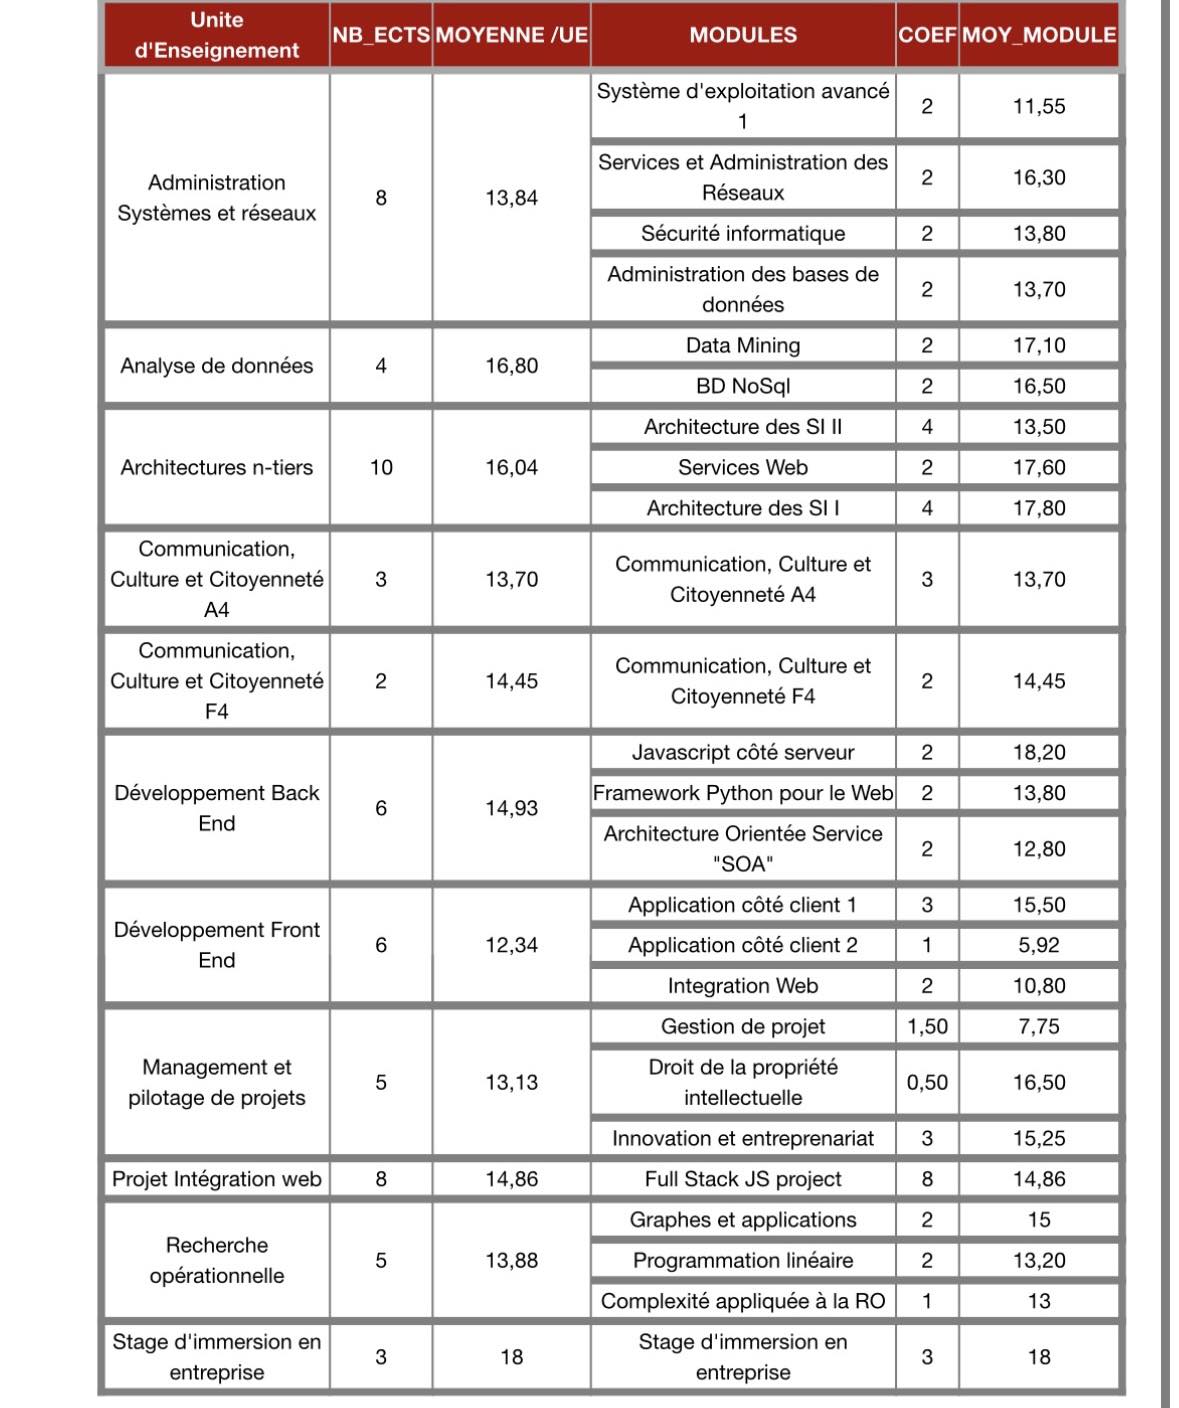 Unite
d'Enseignement
NB_ECTS
MOYENNE /UE
MODULES
COEF
MOY_MODULE
Administration
Systèmes et réseaux
8
13,84
Système d'exploitation avancé
1
2
11,55
Services et Administration des
Réseaux
2
16,30
Sécurité informatique
2
13,80
Administration des bases de
données
2
13,70
Analyse de données
4
16,80
Data Mining
2
17,10
BD NoSql
2
16,50
Architectures n-tiers
10
16,04
Architecture des SI II
4
13,50
Services Web
2
17,60
Architecture des SI I
4
17,80
Communication,
Culture et Citoyenneté
A4
3
13,70
Communication, Culture et
Citoyenneté A4
3
13,70
Communication,
Culture et Citoyenneté
F4
2
14,45
Communication, Culture et
Citoyenneté F4
2
14,45
Développement Back
End
6
14,93
Javascript côté serveur
2
18,20
Framework Python pour le Web
2
13,80
Architecture Orientée Service
"SOA"
2
12,80
Développement Front
End
6
12,34
Application côté client 1
3
15,50
Application côté client 2
1
5,92
Integration Web
2
10,80
Management et
pilotage de projets
5
13,13
Gestion de projet
1,50
7,75
Droit de la propriété
intellectuelle
0,50
16,50
Innovation et entreprenariat
3
15,25
Projet Intégration web
8
14,86
Full Stack JS project
8
14,86
Recherche
opérationnelle
5
13,88
Graphes et applications
2
15
Programmation linéaire
2
13,20
Complexité appliquée à la RO
1
13
Stage d'immersion en
entreprise
3
18
Stage d'immersion en
entreprise
3
18